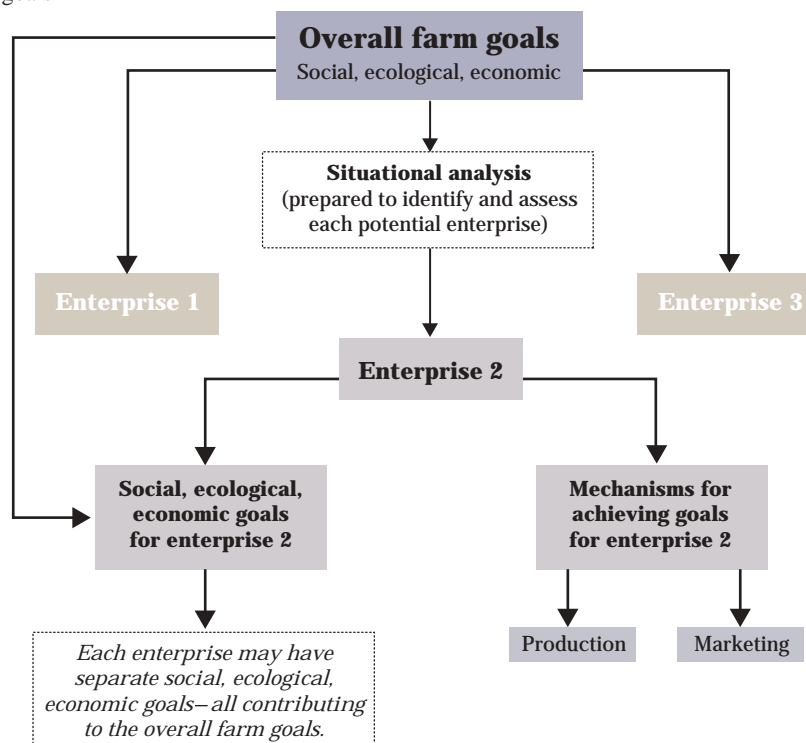 Overall farm goals
Social, ecological, economic
Situational analysis
(prepared to identify and assess
each potential enterprise)
Enterprise 1
Enterprise 3
Enterprise 2
Social, ecological,
economic goals
for enterprise 2
Mechanisms for
achieving goals
for enterprise 2
Production
Marketing
Each enterprise may have
separate social, ecological,
economic goals–all contributing
to the overall farm goals.